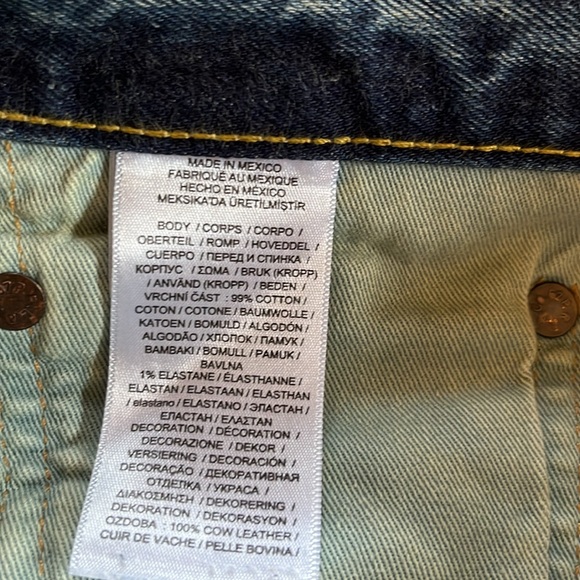 MADE IN MEXICO
FABRIQUÉ AU MEXIQUE
HECHO EN MÉXICO
MEKSIKA'DA ÜRETİLMİŞTİR
BODY / CORPS / CORPO /
OBERTEIL / ROMP / HOVEDDEL /
CUERPO / ПЕРЕД И СПИНКА /
КОРПУС / ΣΩΜΑ / BRUK (KROPP)
/ ANVÄND (KROPP) / BEDEN /
VRCHNÍ ČÁST : 99% COTTON /
COTON / COTONE / BAUMWOLLE /
KATOEN / BOMULD / ALGODÓN /
ALGODÃO / ХЛОПОК / ПАМУК /
BAMBAKI / BOMULL / PAMUK /
BAVLNA
1% ELASTANE / ÉLASTHANNE /
ELASTAN / ELASTAAN / ELASTHAN
/ elastano / ELASTANO / ЭЛАСТАН /
ЕЛАСТАН / ΕΛΑΣΤΑΝ
DECORATION / DÉCORATION /
DECORAZIONE / DEKOR /
VERSIERING / DECORACIÓN /
DECORAÇÃO / ДЕКОРАТИВНАЯ
ОТДЕЛКА / УКРАСА /
ΔΙΑΚΟΣΜΗΣΗ / DEKORERING /
DEKORATION / DEKORASYON /
OZDOBA : 100% COW LEATHER /
CUIR DE VACHE / PELLE BOVINA /